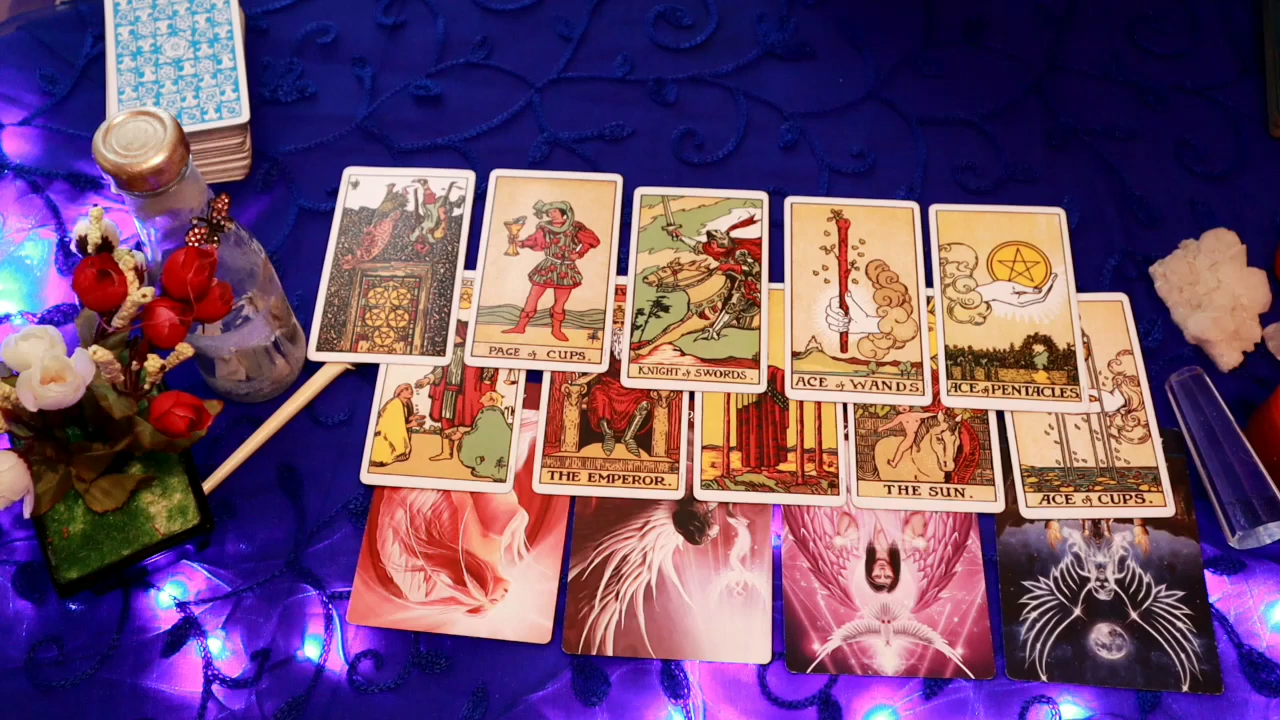 PAGE of CUPS.
KNIGHT of SWORDS.
ACE of WANDS.
ACE of PENTACLES.
THE EMPEROR.
THE SUN.
ACE of CUPS.